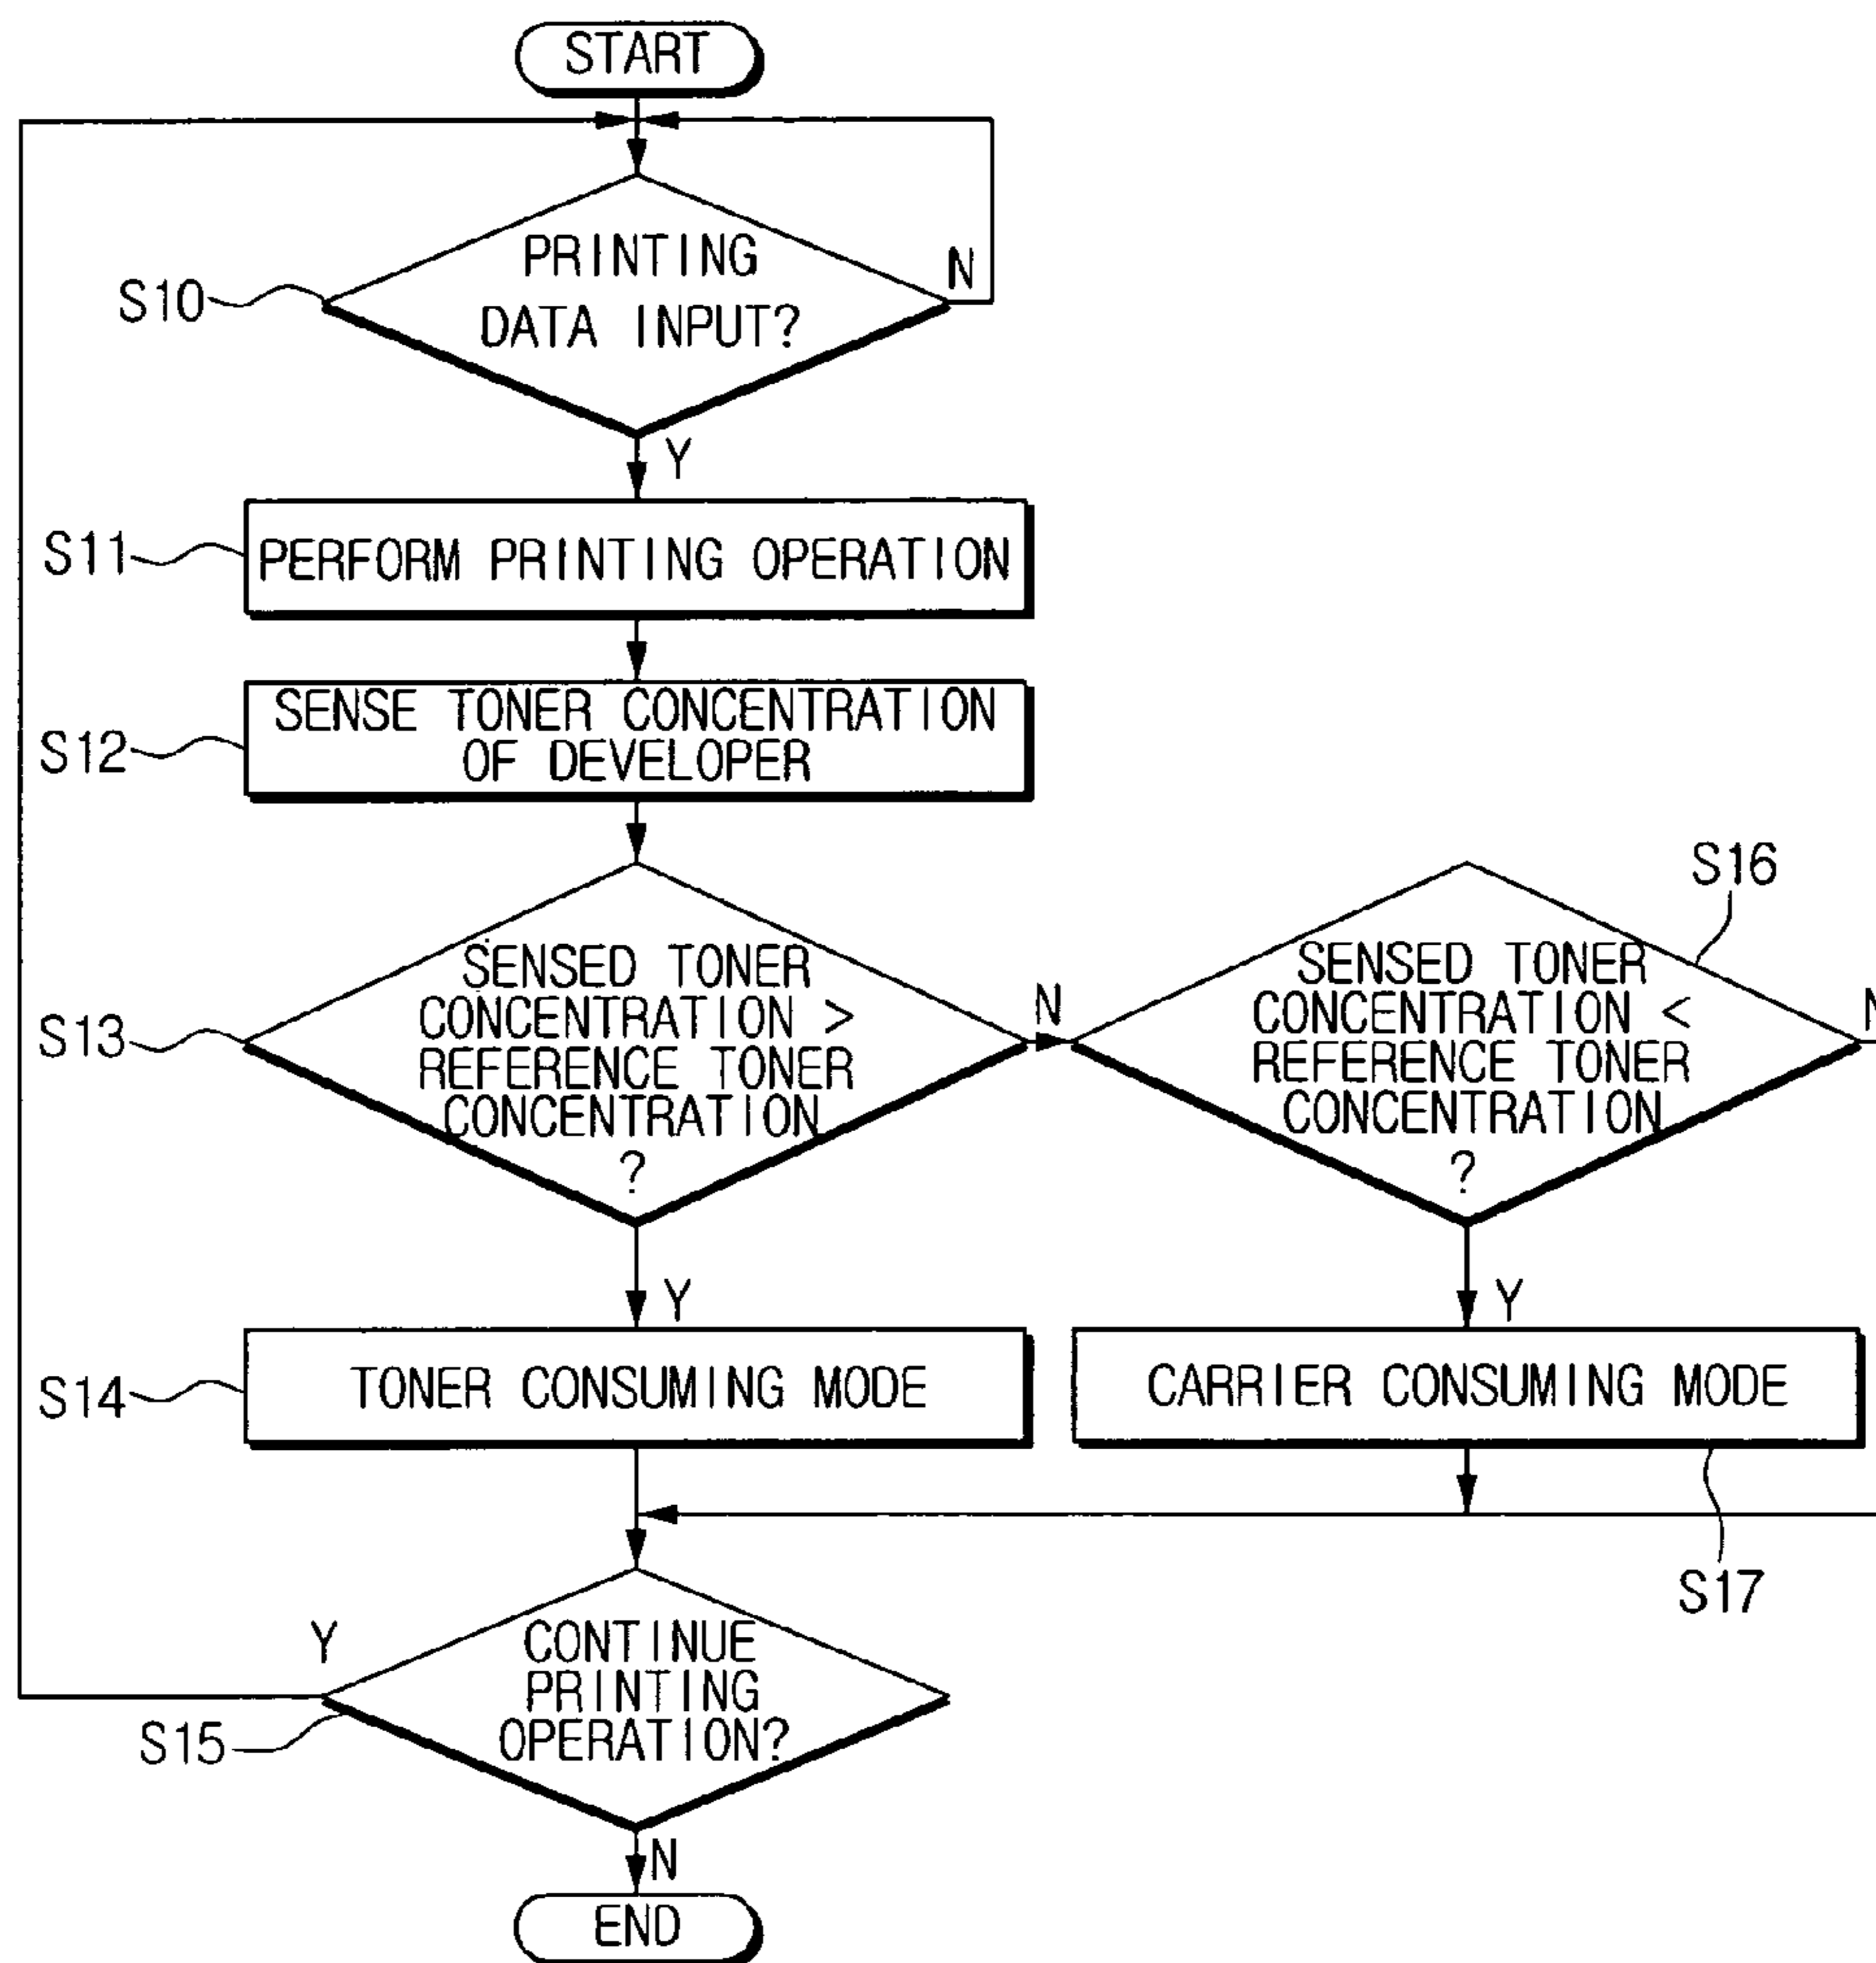 START
PRINTING
DATA INPUT?
S10
N
Y
S11
PERFORM PRINTING OPERATION
S12
SENSE TONER CONCENTRATION
OF DEVELOPER
S13
SENSED TONER
CONCENTRATION >
REFERENCE TONER
CONCENTRATION
?
N
S16
SENSED TONER
CONCENTRATION <
REFERENCE TONER
CONCENTRATION
?
N
Y
Y
S14
TONER CONSUMING MODE
CARRIER CONSUMING MODE
S17
Y
CONTINUE
PRINTING
OPERATION?
S15
N
END